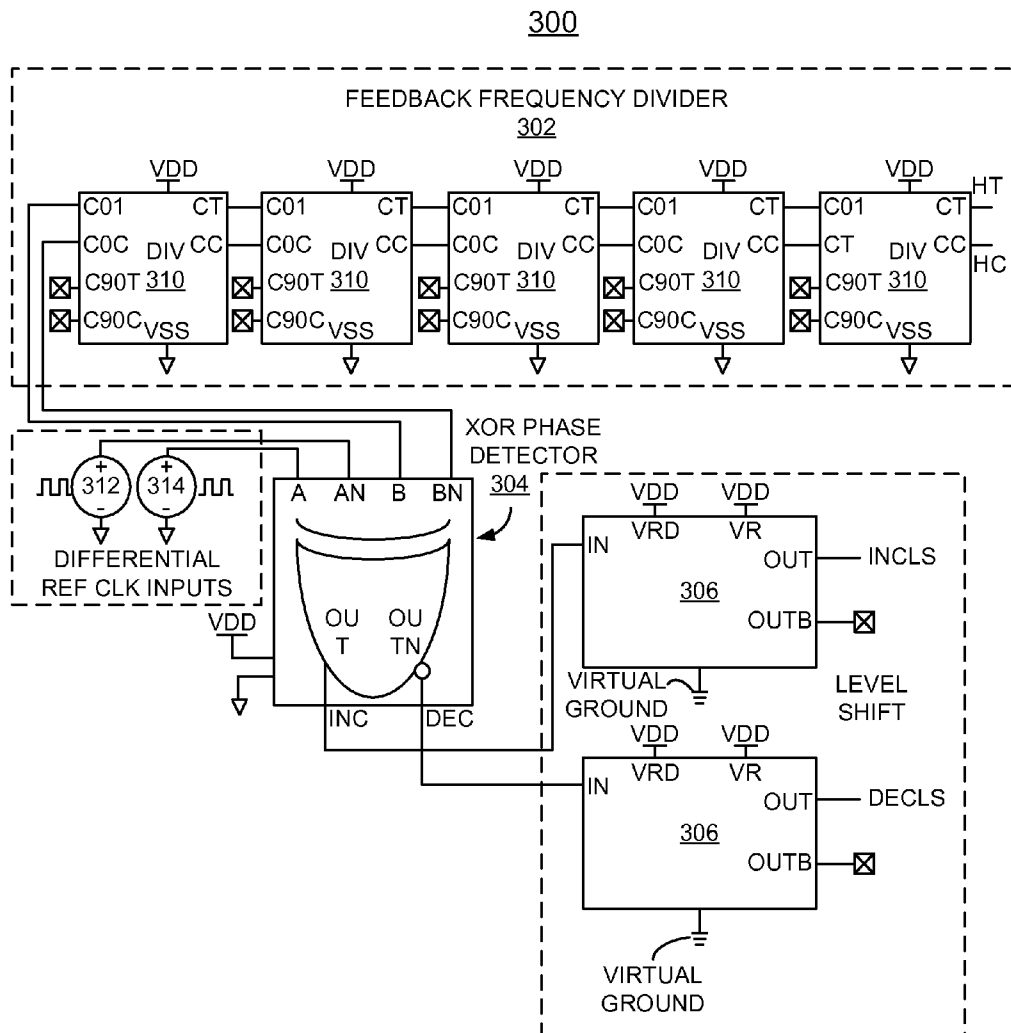 300
FEEDBACK FREQUENCY DIVIDER
302
VDD VDD VDD VDD VDD
C01 CT C01 CT C01 CT C01 CT C01 CT HT
C0C DIV CC C0C DIV CC C0C DIV CC C0C DIV CC CT DIV CC HC
C90T 310 C90T 310 C90T 310 C90T 310 C90T 310
C90C VSS C90C VSS C90C VSS C90C VSS C90C VSS
XOR PHASE
DETECTOR
304
312 + - 314 + -
DIFFERENTIAL
REF CLK INPUTS
A AN B BN
VDD
OU OU
T TN
INC DEC
VDD VDD
VRD VR
IN
OUT INCLS
306
OUTB
VIRTUAL
GROUND
LEVEL
SHIFT
VDD VDD
VRD VR
IN
OUT DECLS
306
OUTB
VIRTUAL
GROUND